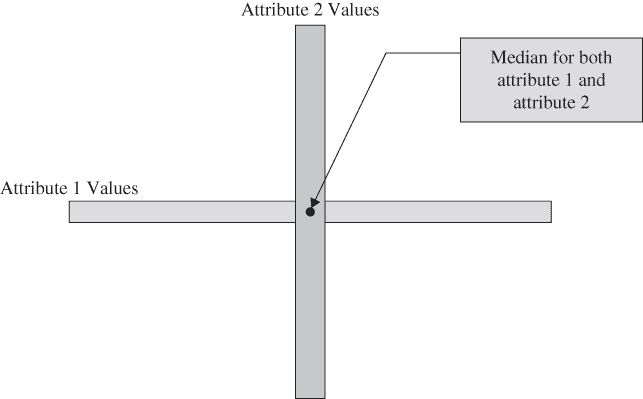 Attribute 2 Values
Median for both
attribute 1 and
attribute 2
Attribute 1 Values